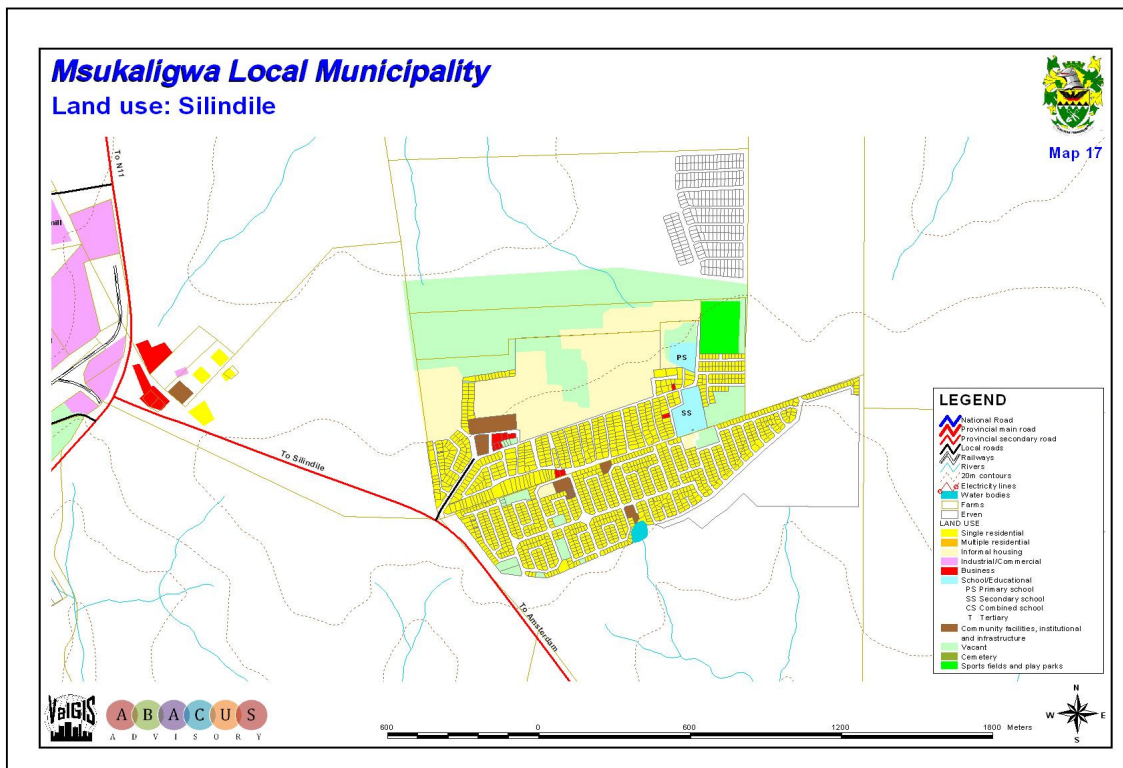 Msukaligwa Local Municipality
Land use: Silindile
Map 17
To N11
ill
PS
SS
To Silindile
To Amsterdam
LEGEND
National Road
Provincial main road
Provincial secondary road
Local roads
Railways
Rivers
20m contours
Electricity lines
Water bodies
Farms
Erven
LAND USE
Single residential
Multiple residential
Informal housing
Industrial/Commercial
Business
School/Educational
PS Primary school
SS Secondary school
CS Combined school
T Tertiary
Community facilities, institutional
and infrastructure
Vacant
Cemetery
Sports fields and play parks
ValGIS
ABACUS
ADVISORY
600 0 600 1200 1800 Meters
N
W E
S